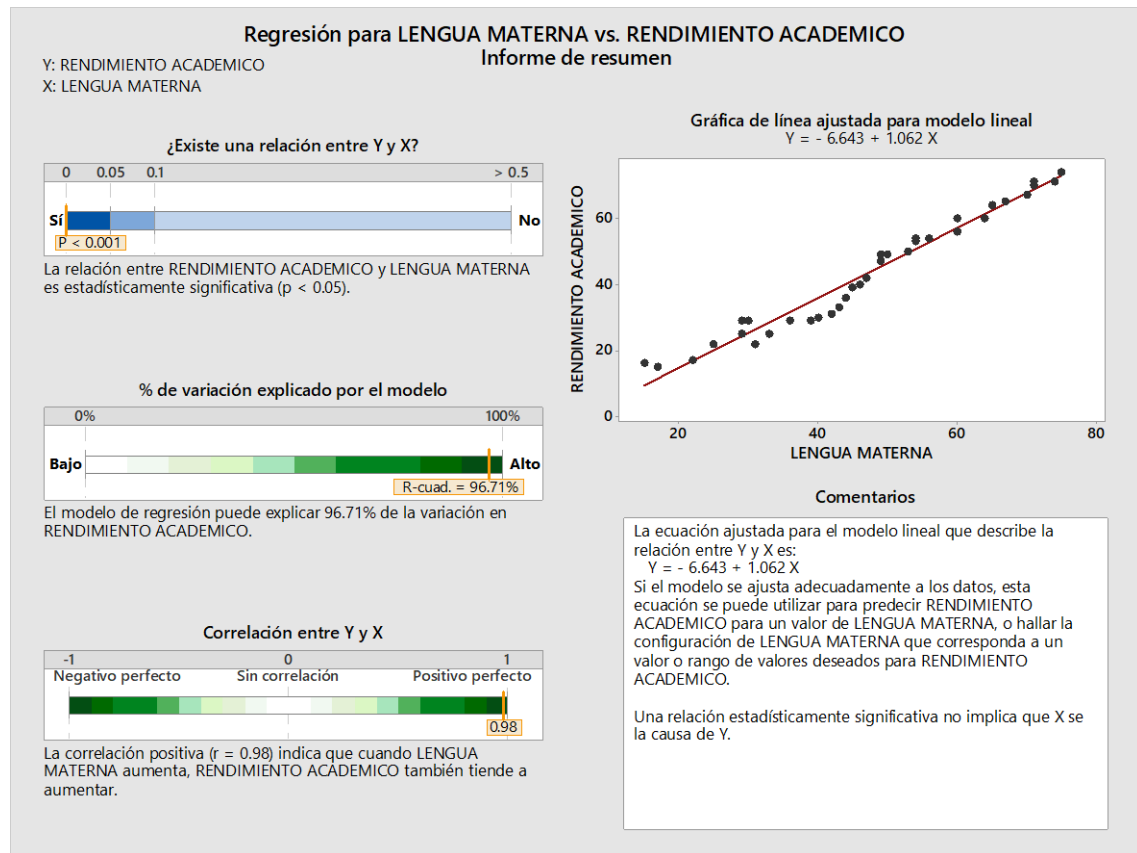 Regresión para LENGUA MATERNA vs. RENDIMIENTO ACADEMICO
Informe de resumen
Y: RENDIMIENTO ACADEMICO
X: LENGUA MATERNA
¿Existe una relación entre Y y X?
0 0.05 0.1 > 0.5
Sí No
P < 0.001
La relación entre RENDIMIENTO ACADEMICO y LENGUA MATERNA
es estadísticamente significativa (p < 0.05).
% de variación explicado por el modelo
0% 100%
Bajo Alto
R-cuad. = 96.71%
El modelo de regresión puede explicar 96.71% de la variación en
RENDIMIENTO ACADEMICO.
Correlación entre Y y X
-1 0 1
Negativo perfecto Sin correlación Positivo perfecto
0.98
La correlación positiva (r = 0.98) indica que cuando LENGUA
MATERNA aumenta, RENDIMIENTO ACADEMICO también tiende a
aumentar.
Gráfica de línea ajustada para modelo lineal
Y = - 6.643 + 1.062 X
RENDIMIENTO ACADEMICO
60
40
20
0
20 40 60 80
LENGUA MATERNA
Comentarios
La ecuación ajustada para el modelo lineal que describe la
relación entre Y y X es:
Y = - 6.643 + 1.062 X
Si el modelo se ajusta adecuadamente a los datos, esta
ecuación se puede utilizar para predecir RENDIMIENTO
ACADEMICO para un valor de LENGUA MATERNA, o hallar la
configuración de LENGUA MATERNA que corresponda a un
valor o rango de valores deseados para RENDIMIENTO
ACADEMICO.
Una relación estadísticamente significativa no implica que X se
la causa de Y.